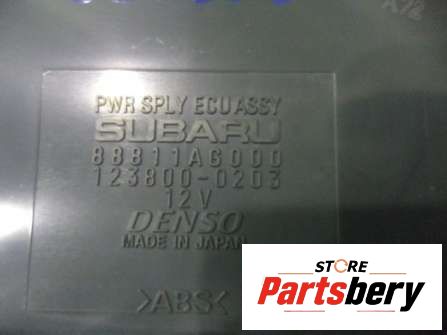 PWR SPLY ECU ASSY
SUBARU
88811AG000
123800-0203
12V
DENSO
MADE IN JAPAN
>ABS<
STORE
Partsbery